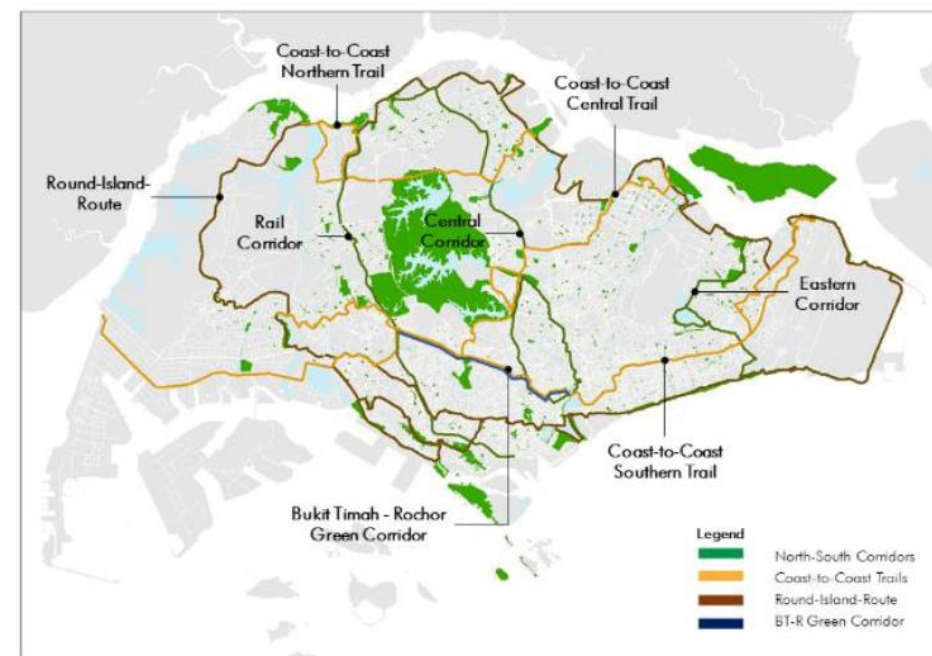 Coast-to-Coast
Northern Trail
Coast-to-Coast
Central Trail
Round-Island-
Route
Rail
Corridor
Central
Corridor
Eastern
Corridor
Coast-to-Coast
Southern Trail
Bukit Timah - Rochor
Green Corridor
Legend
North-South Corridors
Coast-to-Coast Trails
Round-Island-Route
BT-R Green Corridor